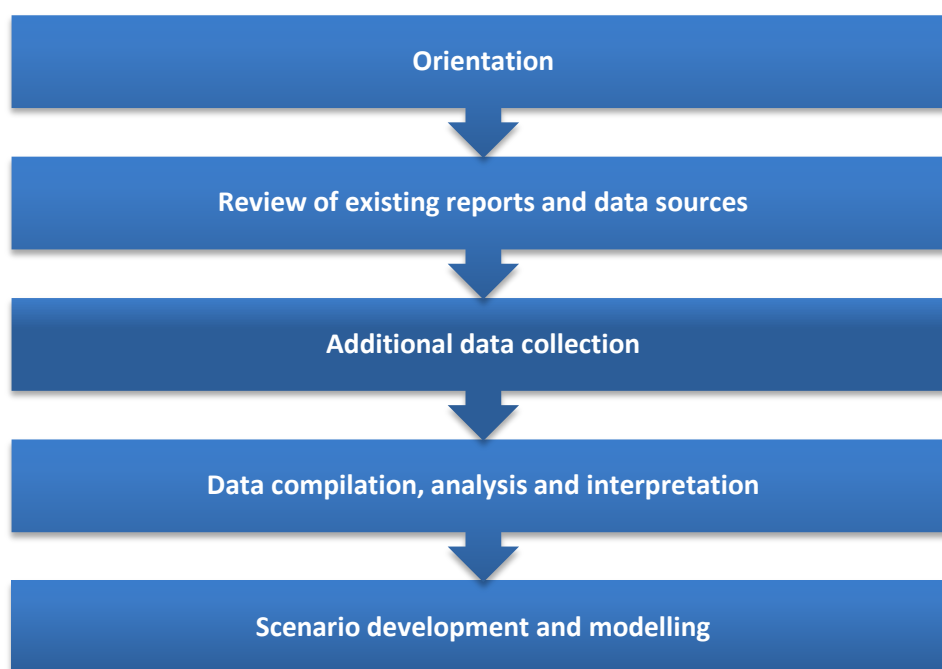 Orientation
Review of existing reports and data sources
Additional data collection
Data compilation, analysis and interpretation
Scenario development and modelling